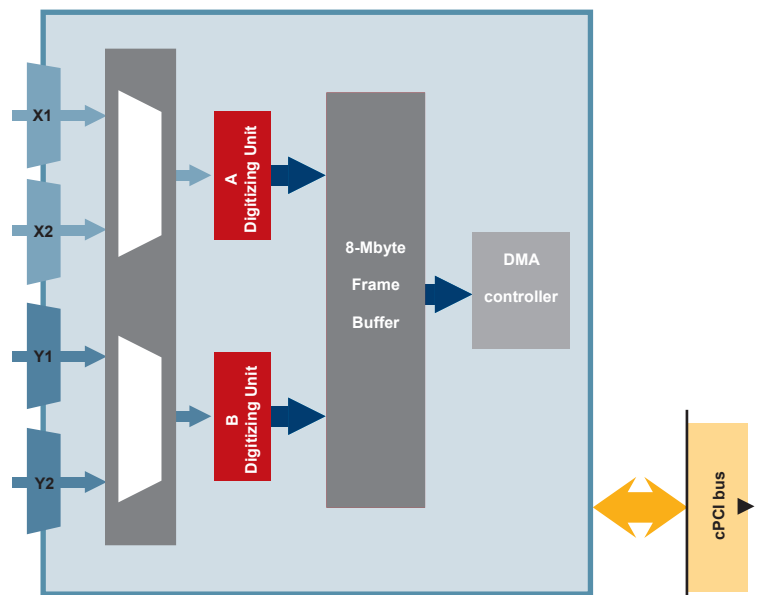 X1
X2
Y1
Y2
A
Digitizing Unit
B
Digitizing Unit
8-Mbyte
Frame
Buffer
DMA
controller
cPCI bus